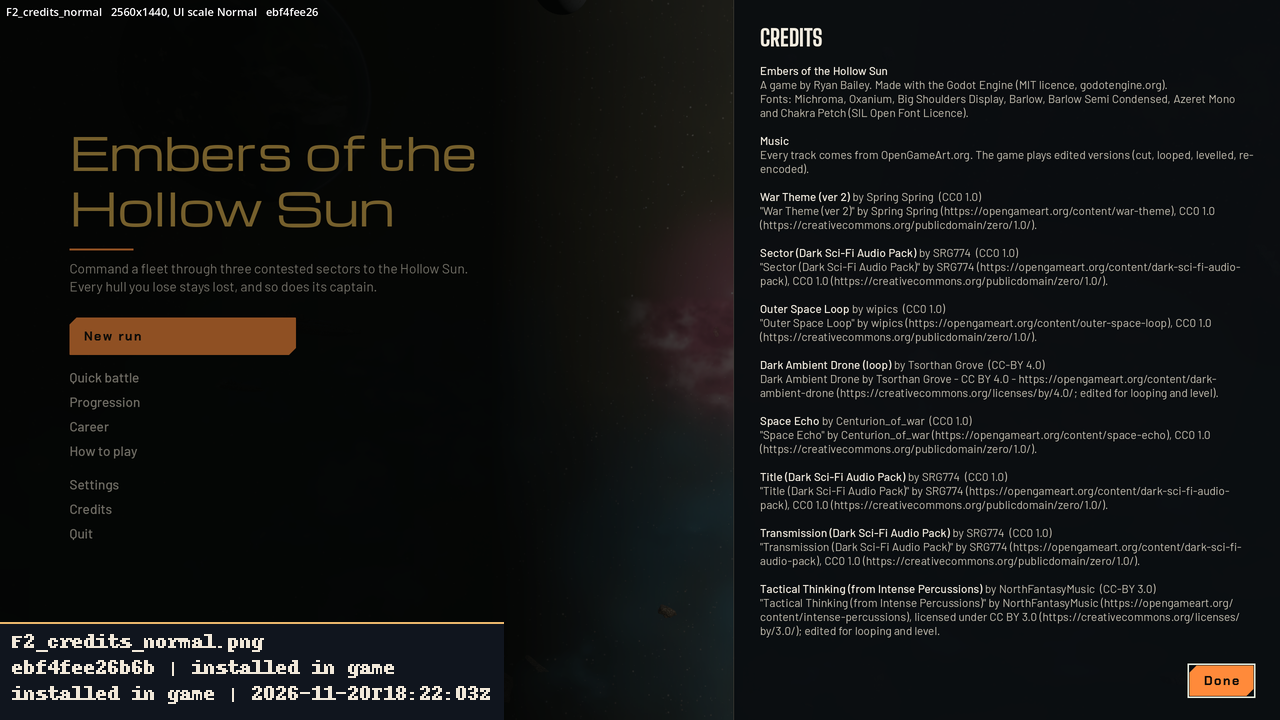 F2_credits_normal 2560x1440, UI scale Normal ebf4fee26
Embers of the
Hollow Sun
Command a fleet through three contested sectors to the Hollow Sun.
Every hull you lose stays lost, and so does its captain.
New run
Quick battle
Progression
Career
How to play
Settings
Credits
Quit
F2_credits_normal.png
ebf4fee26b6b | installed in game
installed in game | 2026-11-20T18:22:03Z
CREDITS
Embers of the Hollow Sun
A game by Ryan Bailey. Made with the Godot Engine (MIT licence, godotengine.org).
Fonts: Michroma, Oxanium, Big Shoulders Display, Barlow, Barlow Semi Condensed, Azeret Mono
and Chakra Petch (SIL Open Font Licence).
Music
Every track comes from OpenGameArt.org. The game plays edited versions (cut, looped, levelled, re-
encoded).
War Theme (ver 2) by Spring Spring (CC0 1.0)
"War Theme (ver 2)" by Spring Spring (https://opengameart.org/content/war-theme), CC0 1.0
(https://creativecommons.org/publicdomain/zero/1.0/).
Sector (Dark Sci-Fi Audio Pack) by SRG774 (CC0 1.0)
"Sector (Dark Sci-Fi Audio Pack)" by SRG774 (https://opengameart.org/content/dark-sci-fi-audio-
pack), CC0 1.0 (https://creativecommons.org/publicdomain/zero/1.0/).
Outer Space Loop by wipics (CC0 1.0)
"Outer Space Loop" by wipics (https://opengameart.org/content/outer-space-loop), CC0 1.0
(https://creativecommons.org/publicdomain/zero/1.0/).
Dark Ambient Drone (loop) by Tsorthan Grove (CC-BY 4.0)
Dark Ambient Drone by Tsorthan Grove - CC BY 4.0 - https://opengameart.org/content/dark-
ambient-drone (https://creativecommons.org/licenses/by/4.0/; edited for looping and level).
Space Echo by Centurion_of_war (CC0 1.0)
"Space Echo" by Centurion_of_war (https://opengameart.org/content/space-echo), CC0 1.0
(https://creativecommons.org/publicdomain/zero/1.0/).
Title (Dark Sci-Fi Audio Pack) by SRG774 (CC0 1.0)
"Title (Dark Sci-Fi Audio Pack)" by SRG774 (https://opengameart.org/content/dark-sci-fi-audio-
pack), CC0 1.0 (https://creativecommons.org/publicdomain/zero/1.0/).
Transmission (Dark Sci-Fi Audio Pack) by SRG774 (CC0 1.0)
"Transmission (Dark Sci-Fi Audio Pack)" by SRG774 (https://opengameart.org/content/dark-sci-fi-
audio-pack), CC0 1.0 (https://creativecommons.org/publicdomain/zero/1.0/).
Tactical Thinking (from Intense Percussions) by NorthFantasyMusic (CC-BY 3.0)
"Tactical Thinking (from Intense Percussions)" by NorthFantasyMusic (https://opengameart.org/
content/intense-percussions), licensed under CC BY 3.0 (https://creativecommons.org/licenses/
by/3.0/); edited for looping and level.
Done